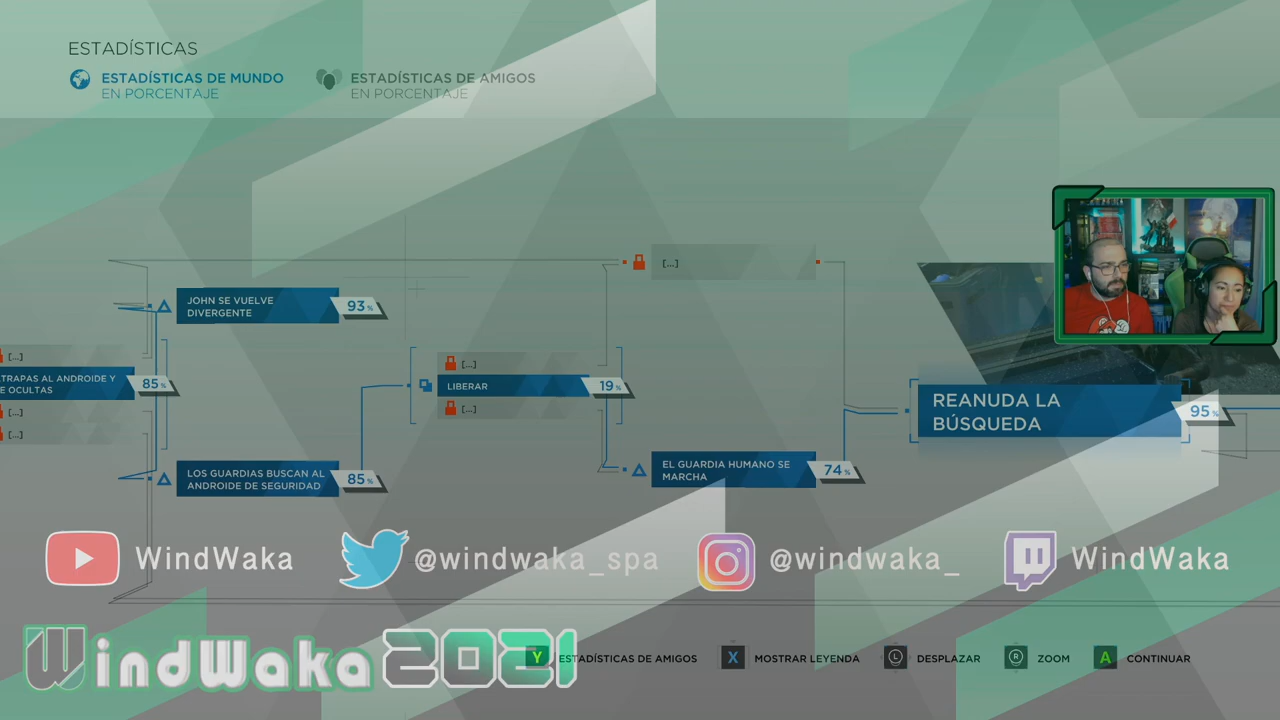 ESTADÍSTICAS
ESTADÍSTICAS DE MUNDO
EN PORCENTAJE
ESTADÍSTICAS DE AMIGOS
EN PORCENTAJE
[...]
JOHN SE VUELVE
DIVERGENTE
93%
[...]
TRAPAS AL ANDROIDE Y
E OCULTAS
85%
[...]
[...]
[...]
LIBERAR
19%
[...]
REANUDA LA
BÚSQUEDA
95%
LOS GUARDIAS BUSCAN AL
ANDROIDE DE SEGURIDAD
85%
EL GUARDIA HUMANO SE
MARCHA
74%
WindWaka
@windwaka_spa
@windwaka_
WindWaka
WindWaka 2021
Y ESTADÍSTICAS DE AMIGOS
X MOSTRAR LEYENDA
L DESPLAZAR
R ZOOM
A CONTINUAR